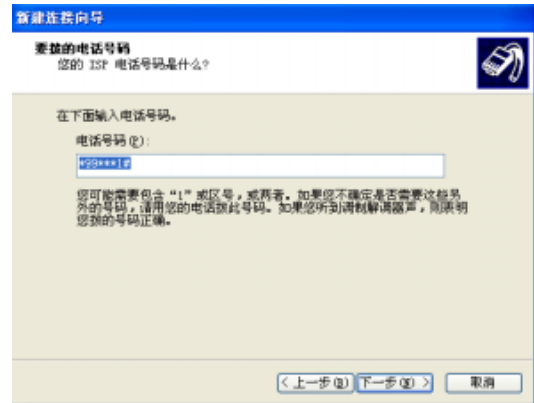 新建连接向导
要拨的电话号码
您的 ISP 电话号码是什么?
在下面输入电话号码。
电话号码(P):
*99***1#
您可能需要包含“1”或区号，或两者。如果您不确定是否需要这些另
外的号码，请用您的电话拨此号码。如果您听到调制解调器声，则表明
您拨的号码正确。
<上一步(B) 下一步(N)> 取消